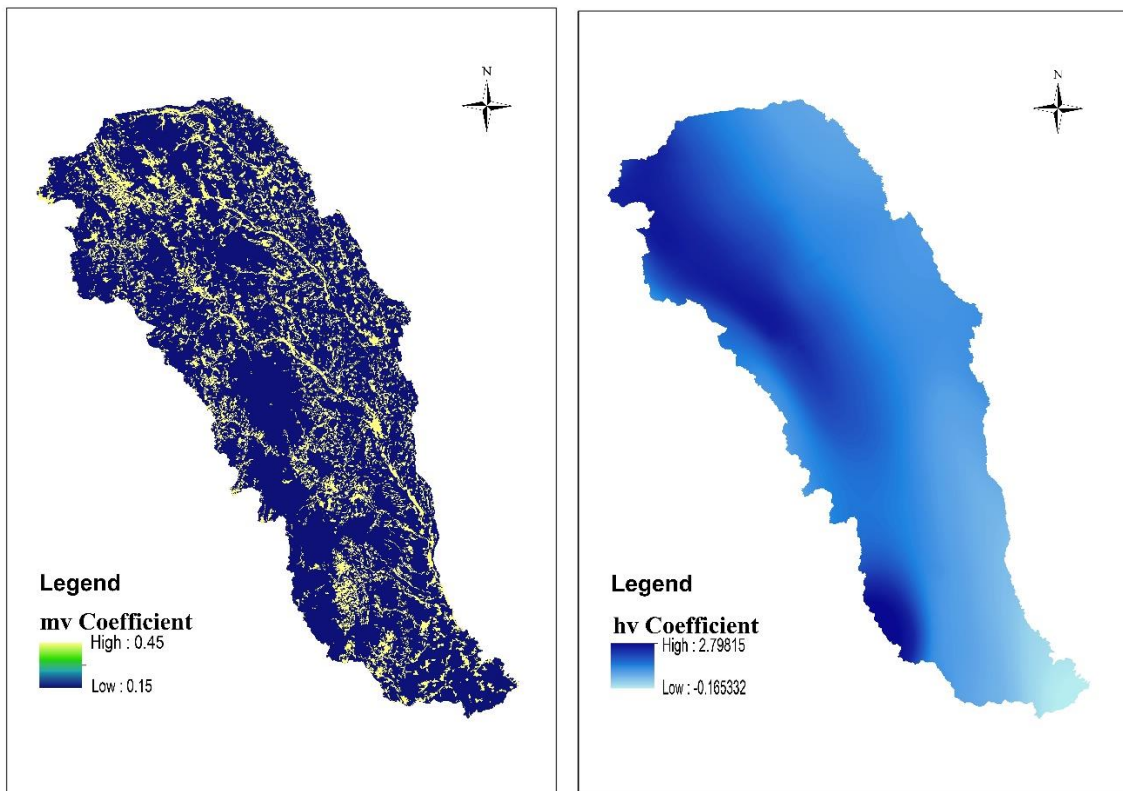 N
Legend
mv Coefficient
High : 0.45
Low : 0.15
N
Legend
hv Coefficient
High : 2.79815
Low : -0.165332